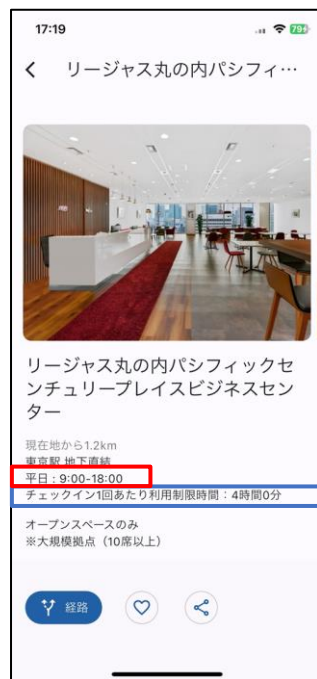 17:19
79
リージャス丸の内パシフィ…
リージャス丸の内パシフィックセ
ンチュリープレイスビジネスセン
ター
現在地から1.2km
東京駅 地下直結
平日 : 9:00-18:00
チェックイン1回あたり利用制限時間：4時間0分
オープンスペースのみ
※大規模拠点（10席以上）
経路